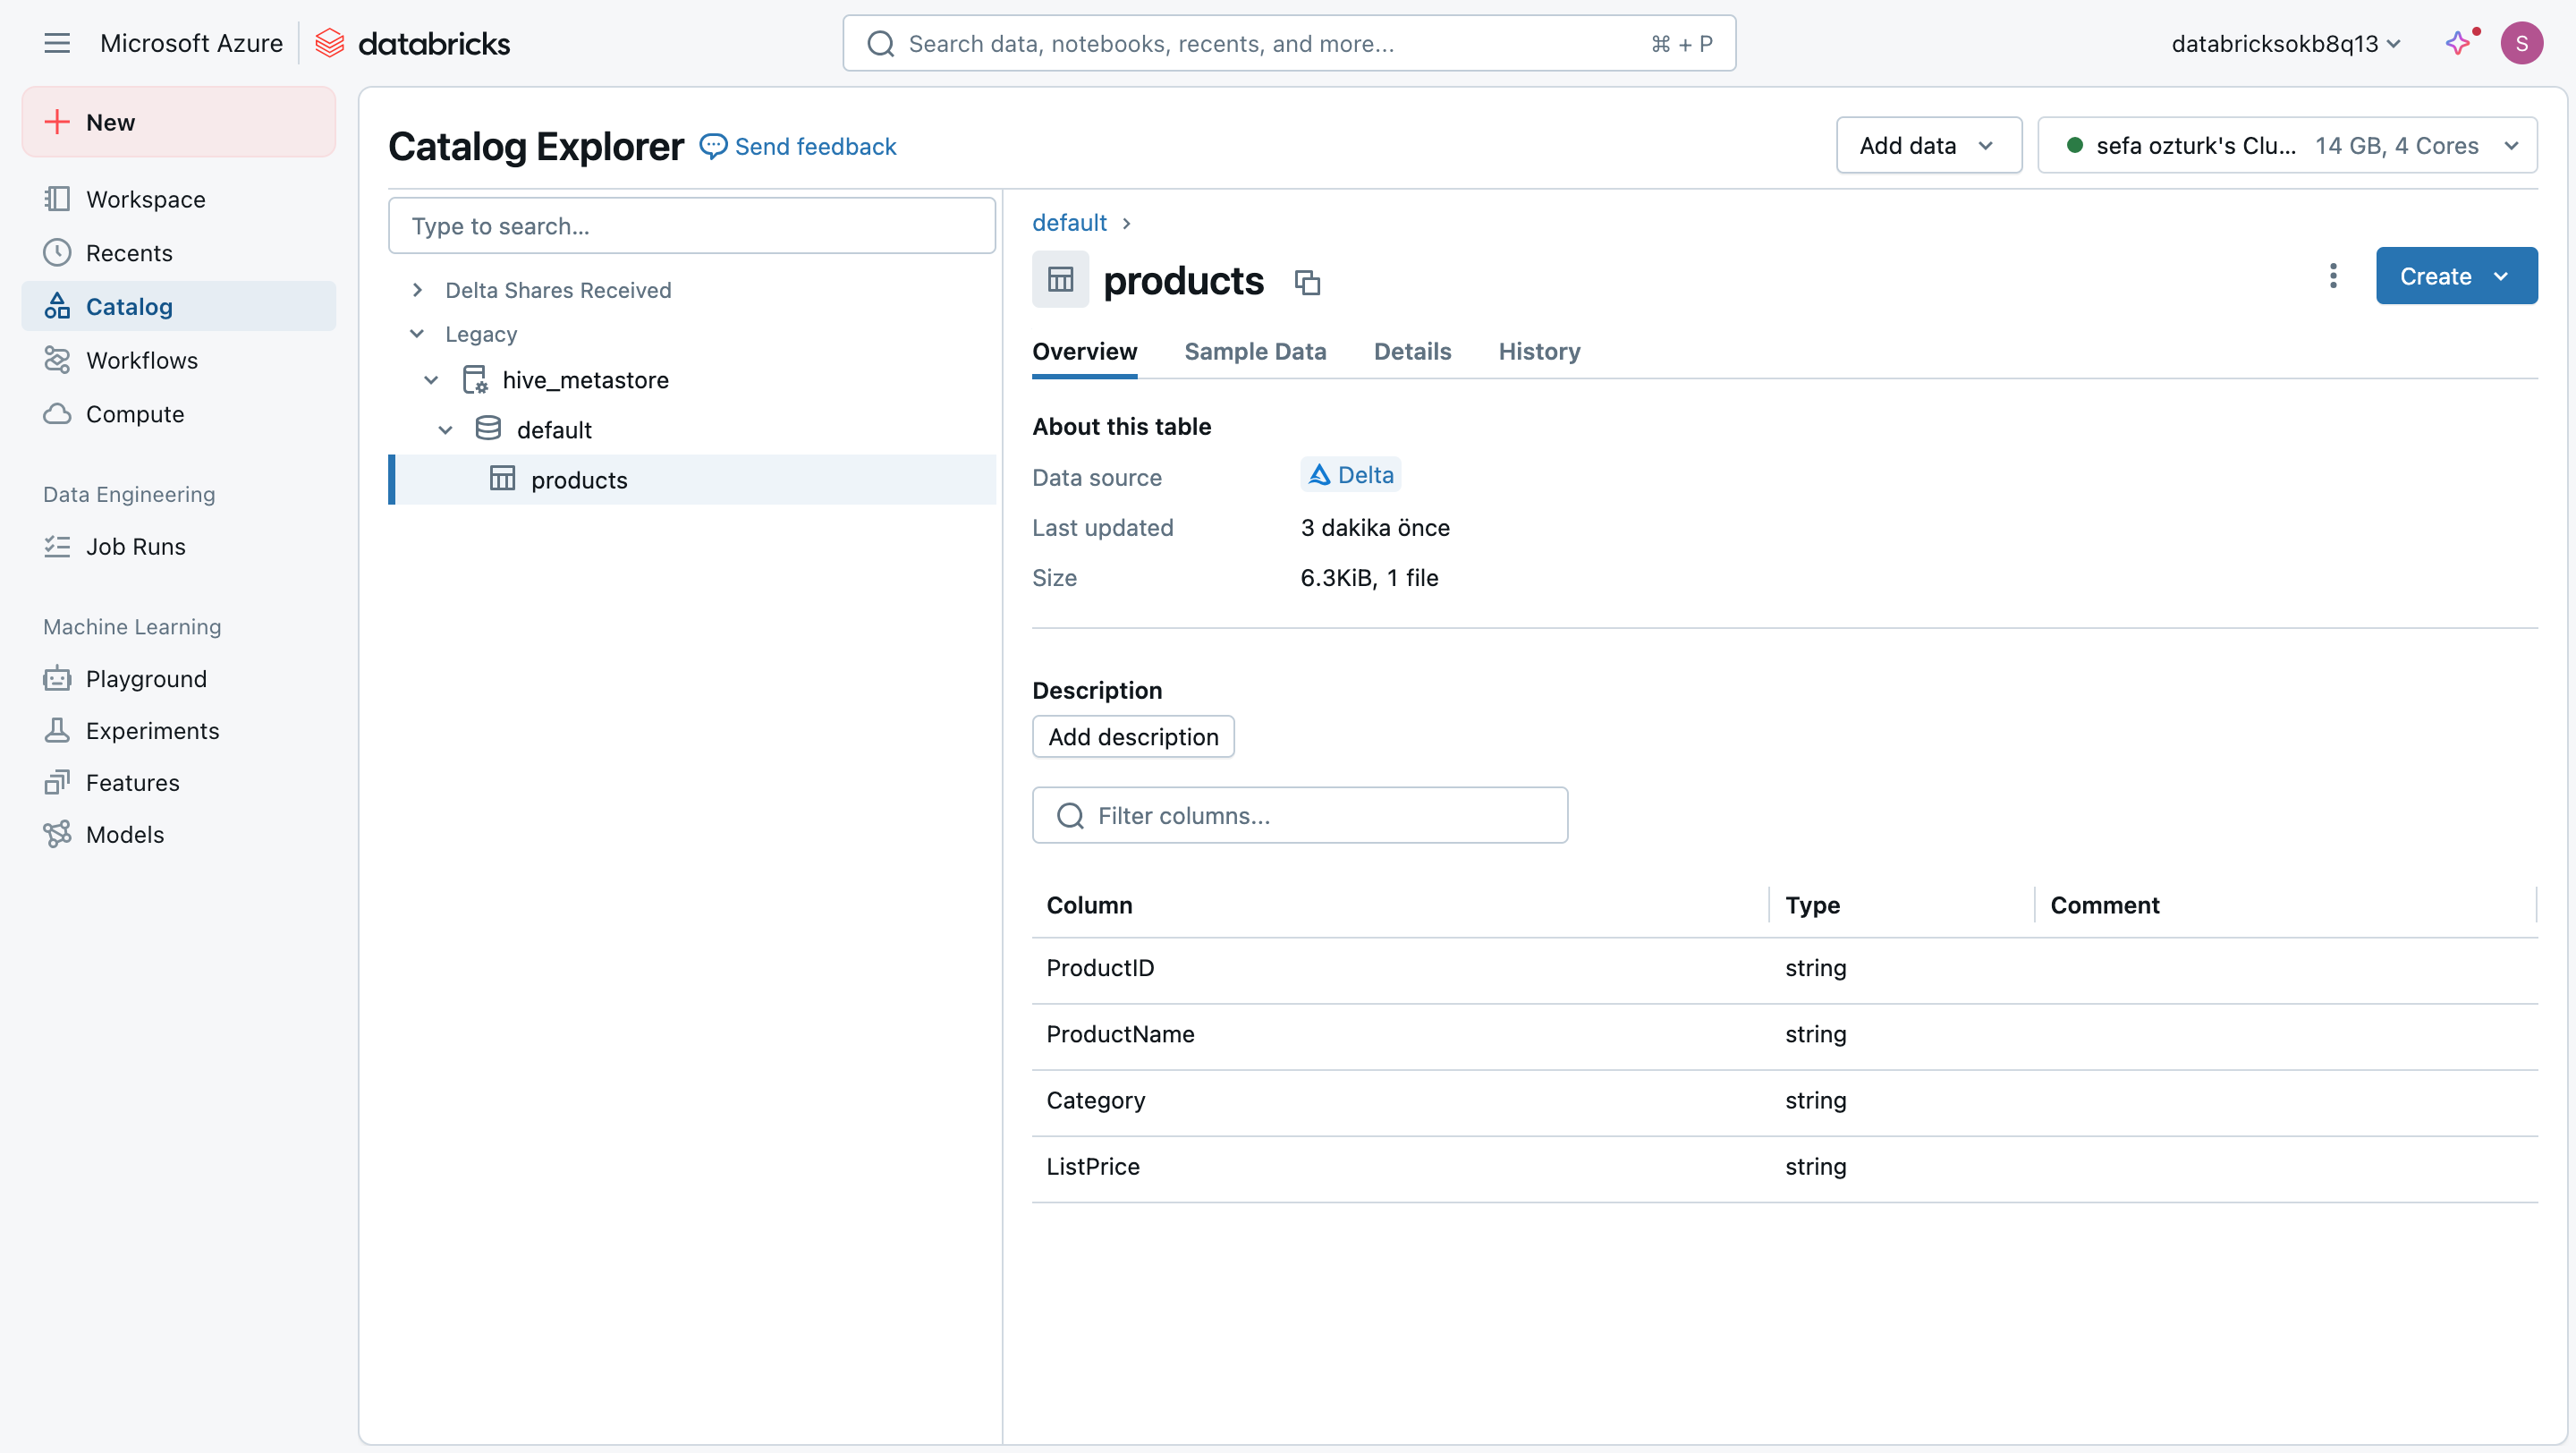 Microsoft Azure databricks
Search data, notebooks, recents, and more... ⌘ + P
databricksokb8q13
S
New
Workspace
Recents
Catalog
Workflows
Compute
Data Engineering
Job Runs
Machine Learning
Playground
Experiments
Features
Models
Catalog Explorer Send feedback
Add data
sefa ozturk's Clu... 14 GB, 4 Cores
Type to search...
Delta Shares Received
Legacy
hive_metastore
default
products
default ›
products
Create
Overview Sample Data Details History
About this table
Data source Delta
Last updated 3 dakika önce
Size 6.3KiB, 1 file
Description
Add description
Filter columns...
Column Type Comment
ProductID string
ProductName string
Category string
ListPrice string